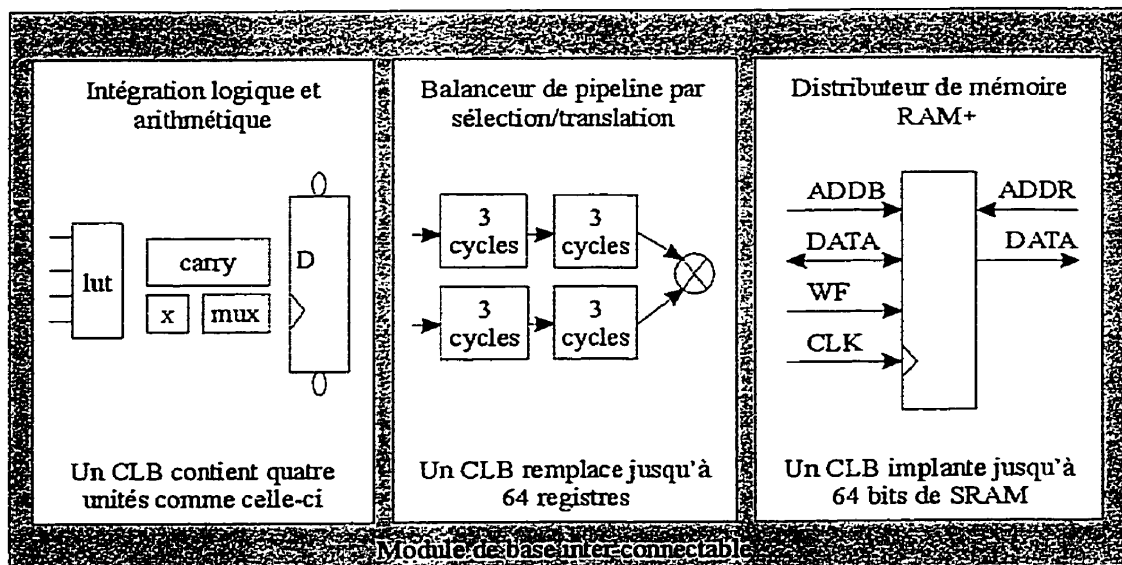 Intégration logique et
arithmétique
lut
carry
x
mux
D
Un CLB contient quatre
unités comme celle-ci
Balanceur de pipeline par
sélection/translation
3
cycles
3
cycles
3
cycles
3
cycles
Un CLB remplace jusqu'à
64 registres
Distributeur de mémoire
RAM+
ADDB
ADDR
DATA
DATA
WF
CLK
Un CLB implante jusqu'à
64 bits de SRAM
Module de base inter-connectable